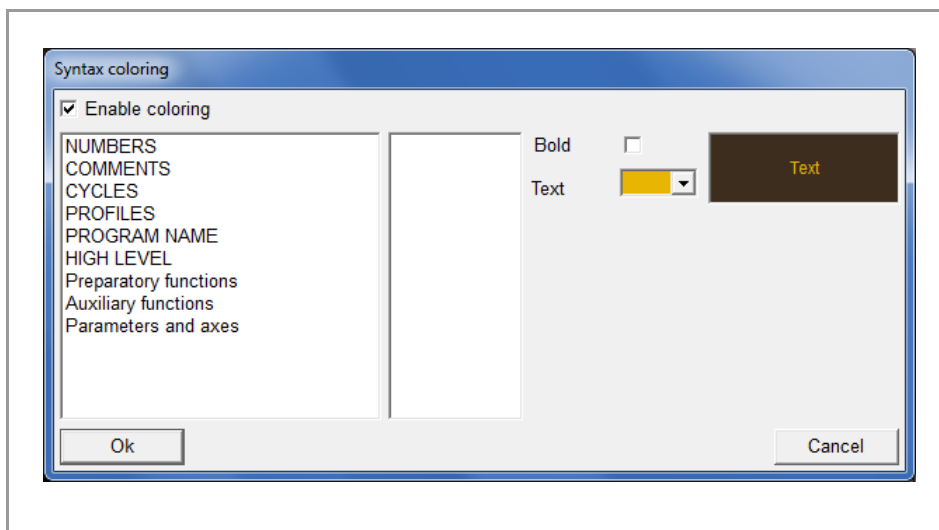 Syntax coloring
Enable coloring
NUMBERS
COMMENTS
CYCLES
PROFILES
PROGRAM NAME
HIGH LEVEL
Preparatory functions
Auxiliary functions
Parameters and axes
Bold
Text
Text
Ok
Cancel